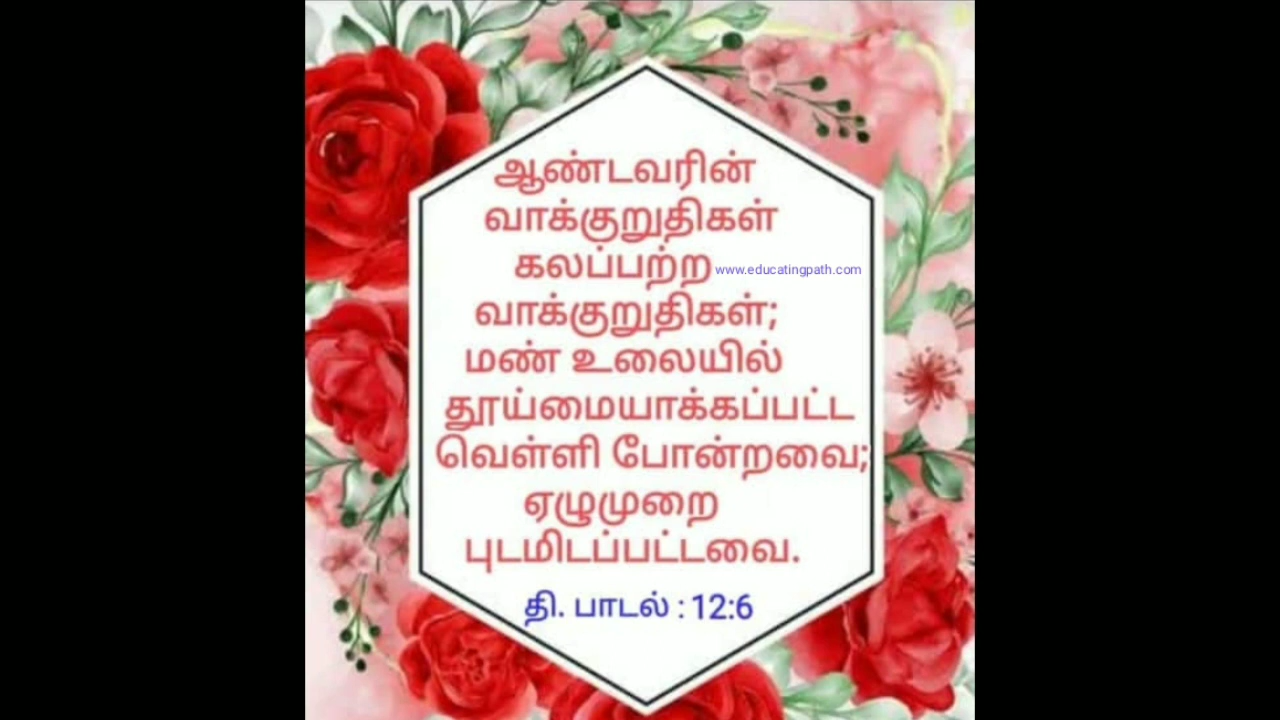 ஆண்டவரின்
வாக்குறுதிகள்
கலப்பற்ற
www.educatingpath.com
வாக்குறுதிகள்;
மண் உலையில்
தூய்மையாக்கப்பட்ட
வெள்ளி போன்றவை;
ஏழுமுறை
புடமிடப்பட்டவை.
தி. பாடல் : 12:6